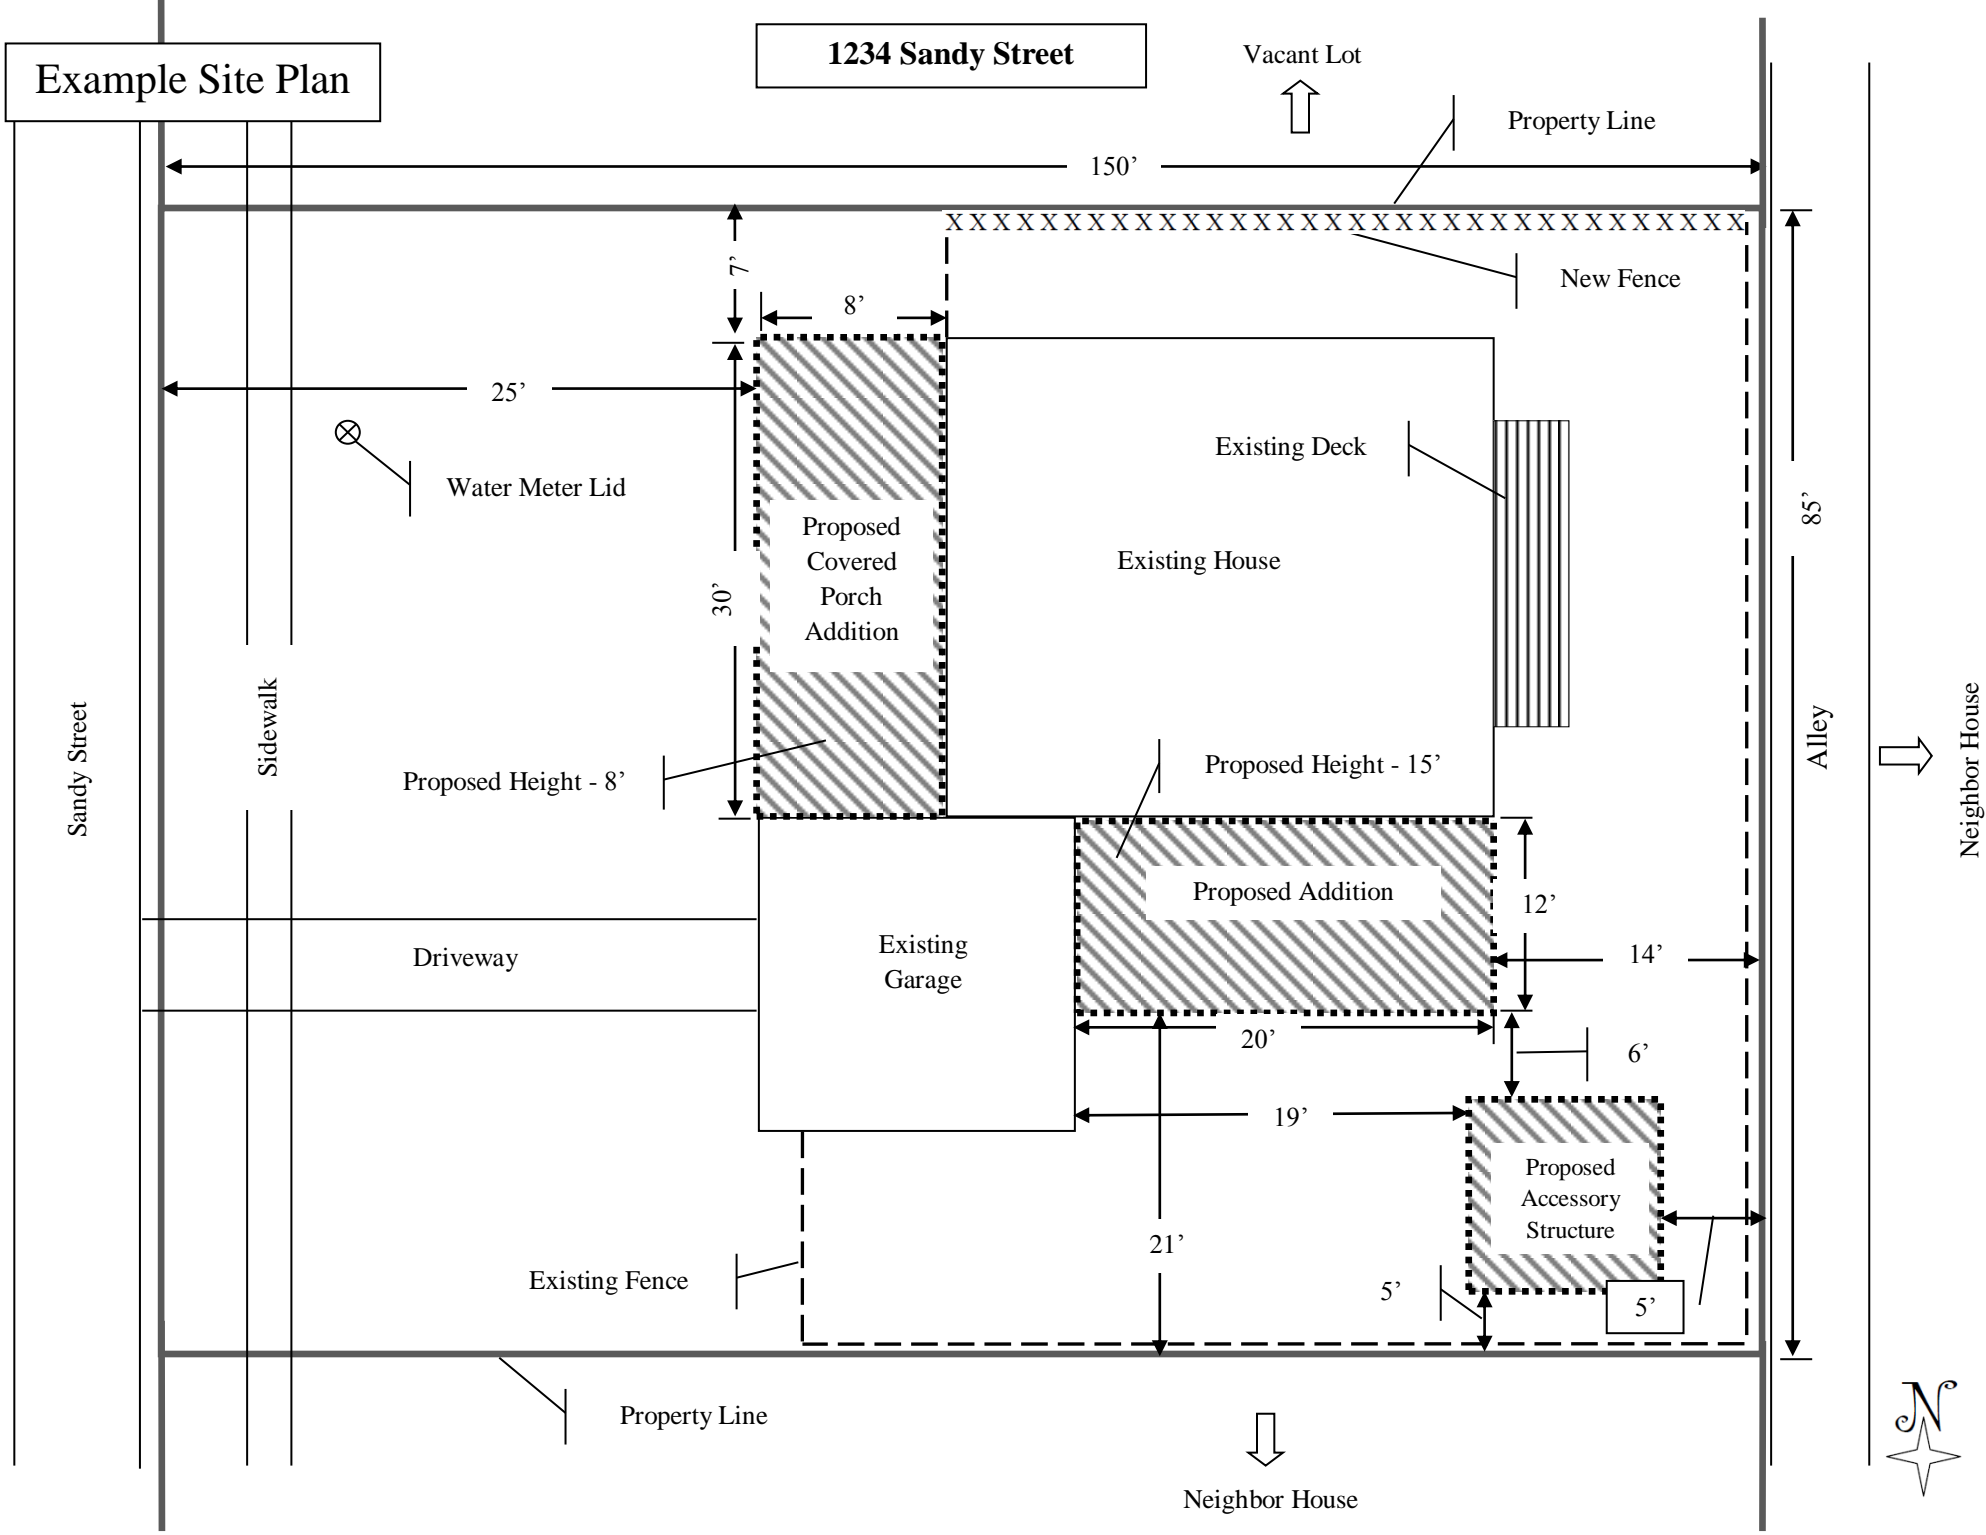 Example Site Plan
1234 Sandy Street
Vacant Lot
Property Line
150’
X X X X X X X X X X X X X X X X X X X X X X X X X X X X X X X X X X
7’
New Fence
8’
25’
Existing Deck
Water Meter Lid
85’
Proposed
Covered
Porch
Addition
Existing House
30’
Sandy Street
Sidewalk
Proposed Height - 8’
Proposed Height - 15’
Alley
Neighbor House
Proposed Addition
12’
Driveway
Existing
Garage
14’
20’
6’
19’
Proposed
Accessory
Structure
21’
Existing Fence
5’
5’
Property Line
N
Neighbor House